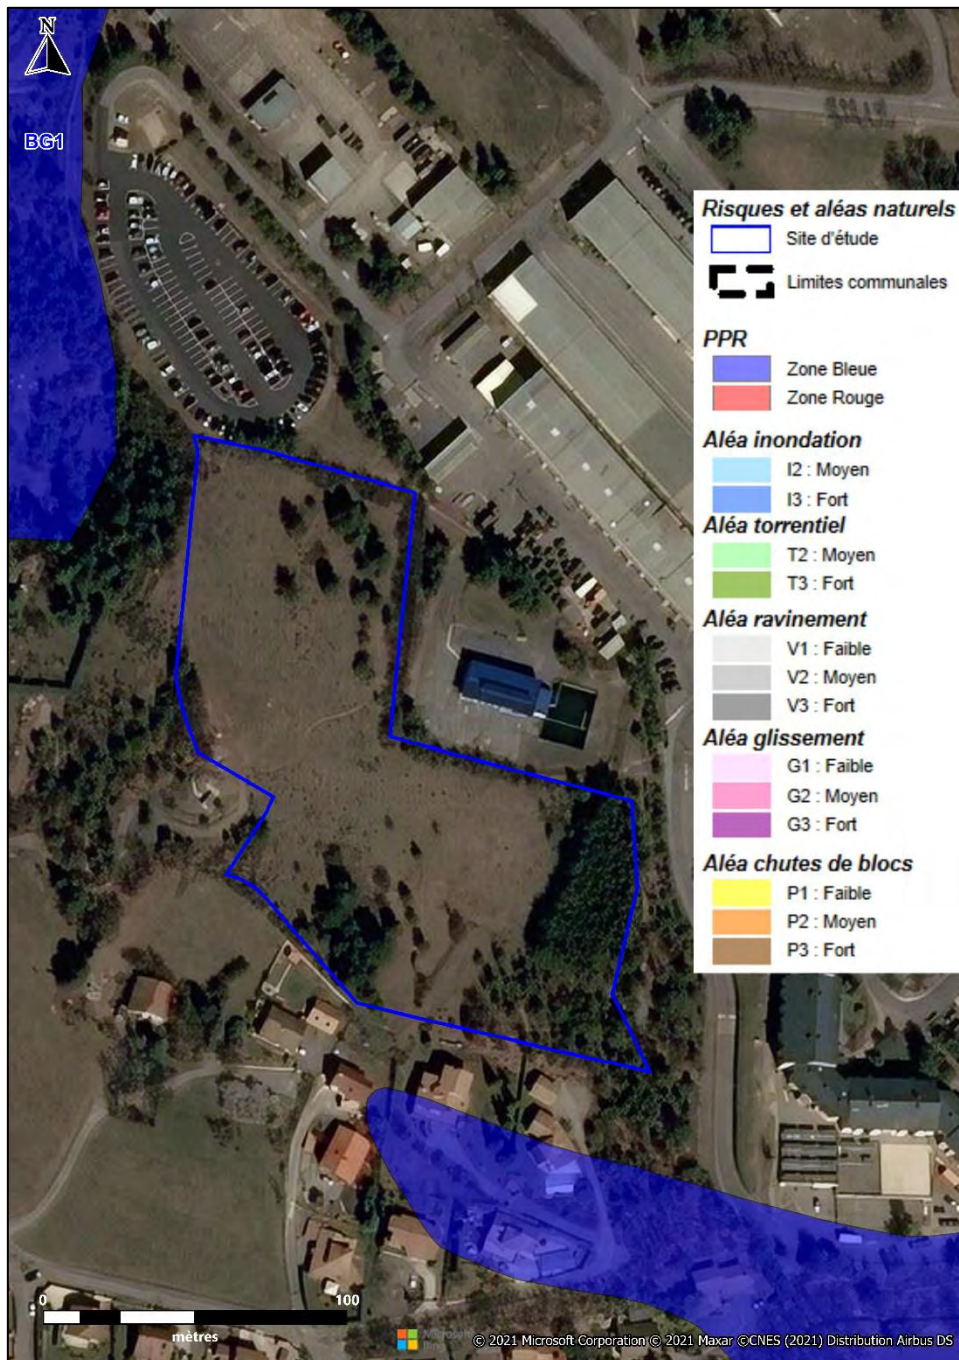 N
BG1
Risques et aléas naturels
Site d'étude
Limites communales
PPR
Zone Bleue
Zone Rouge
Aléa inondation
I2 : Moyen
I3 : Fort
Aléa torrentiel
T2 : Moyen
T3 : Fort
Aléa ravinement
V1 : Faible
V2 : Moyen
V3 : Fort
Aléa glissement
G1 : Faible
G2 : Moyen
G3 : Fort
Aléa chutes de blocs
P1 : Faible
P2 : Moyen
P3 : Fort
0 100
mètres
© 2021 Microsoft Corporation © 2021 Maxar ©CNES (2021) Distribution Airbus DS